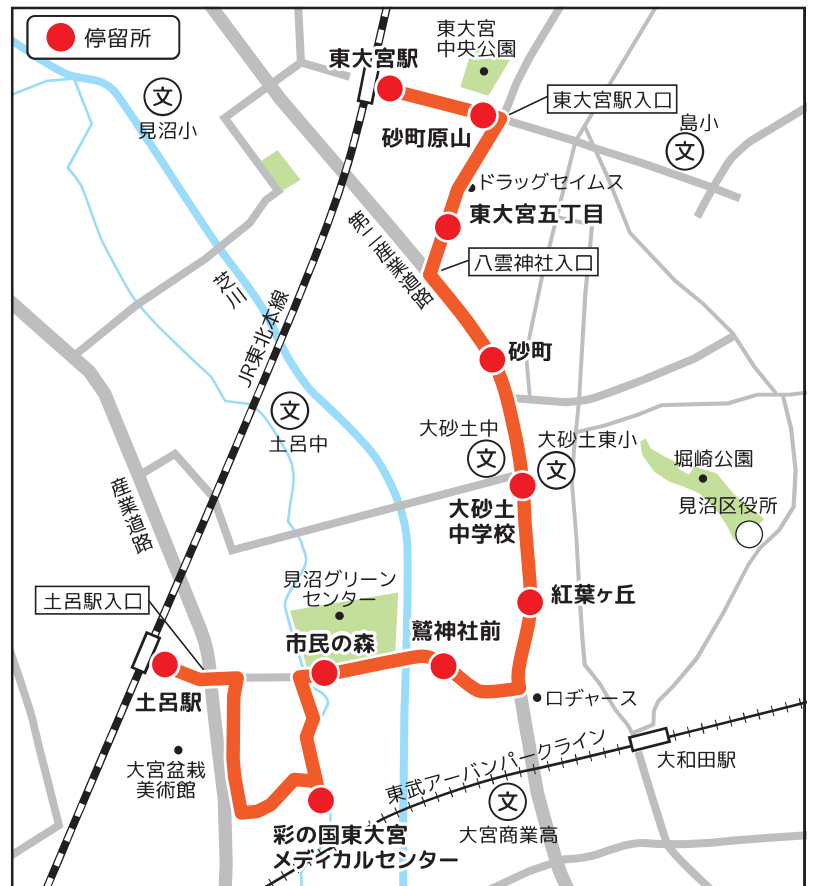 停留所
東大宮
中央公園
東大宮駅
見沼小
東大宮駅入口
島小
砂町原山
ドラッグセイムス
東大宮五丁目
第二産業道路
八雲神社入口
芝川
JR東北本線
砂町
土呂中
大砂土中
大砂土東小
堀崎公園
見沼区役所
産業道路
大砂土
中学校
見沼グリーン
センター
紅葉ヶ丘
土呂駅入口
市民の森
鷲神社前
土呂駅
ロヂャース
大宮盆栽
美術館
東武アーバンパークライン
大和田駅
彩の国東大宮
メディカルセンター
大宮商業高
文
文
文
文
文
文